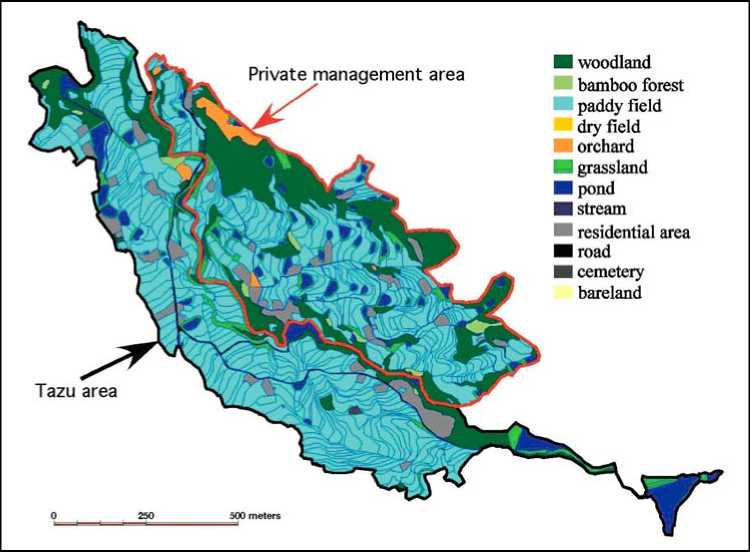 Private management area
woodland
bamboo forest
paddy field
dry field
orchard
grassland
pond
stream
residential area
road
cemetery
bareland
Tazu area
0 250 500 meters